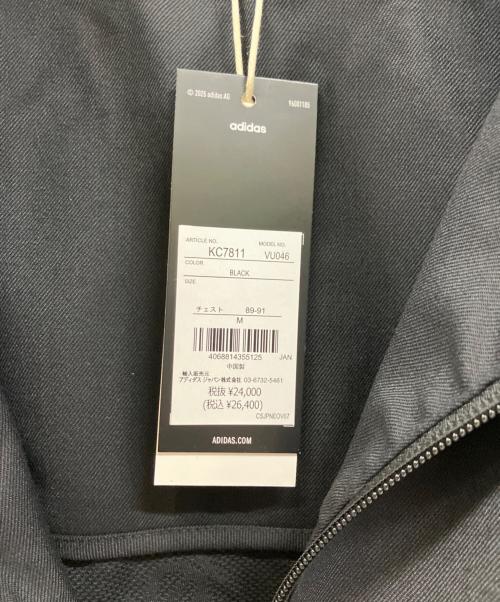 © 2025 adidas AG 16001185
adidas
ARTICLE NO. MODEL NO.
KC7811 VU046
COLOR.
BLACK
SIZE.
チェスト 89-91
M
4068814355125 JAN
中国製
輸入販売元
アディダス ジャパン株式会社 03-6732-5461
税抜 ¥24,000
(税込 ¥26,400)
CSJPNEOV07
ADIDAS.COM